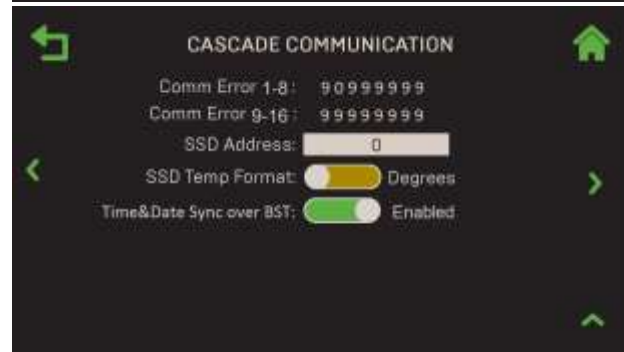 CASCADE COMMUNICATION
Comm Error 1-8: 90999999
Comm Error 9-16: 99999999
SSD Address: 0
SSD Temp Format: Degrees
Time&Date Sync over BST: Enabled